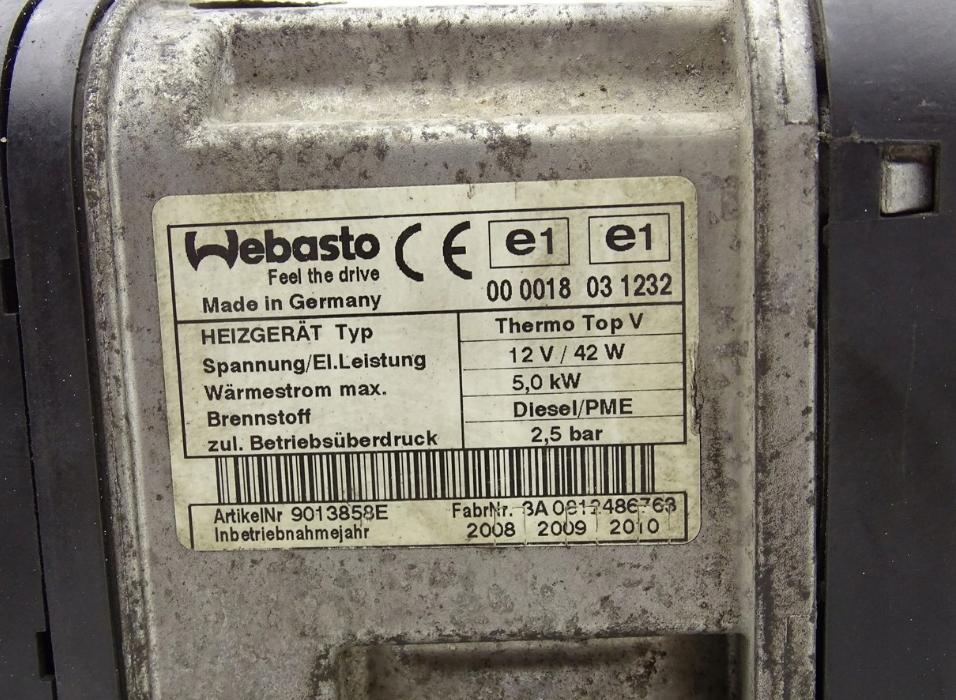 Webasto
Feel the drive
Made in Germany
CE e1 e1
00 0018 03 1232
HEIZGERÄT Typ Thermo Top V
Spannung/El.Leistung 12 V / 42 W
Wärmestrom max. 5,0 kW
Brennstoff Diesel/PME
zul. Betriebsüberdruck 2,5 bar
ArtikelNr 9013858E FabrNr.
Inbetriebnahmejahr 2008 2009 2010